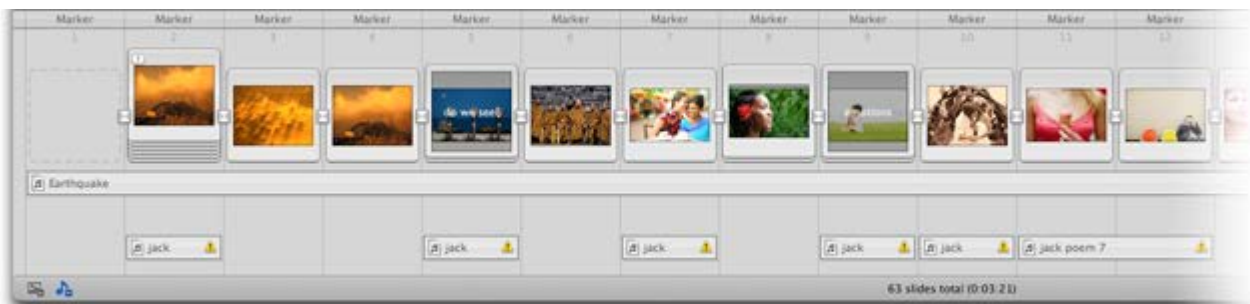 Marker Marker Marker Marker Marker Marker Marker Marker Marker Marker Marker Marker
1 2 3 4 5 6 7 8 9 10 11 12
do we seek
Earthquake
jack jack jack jack jack jack poem 7
63 slides total (0:03:21)